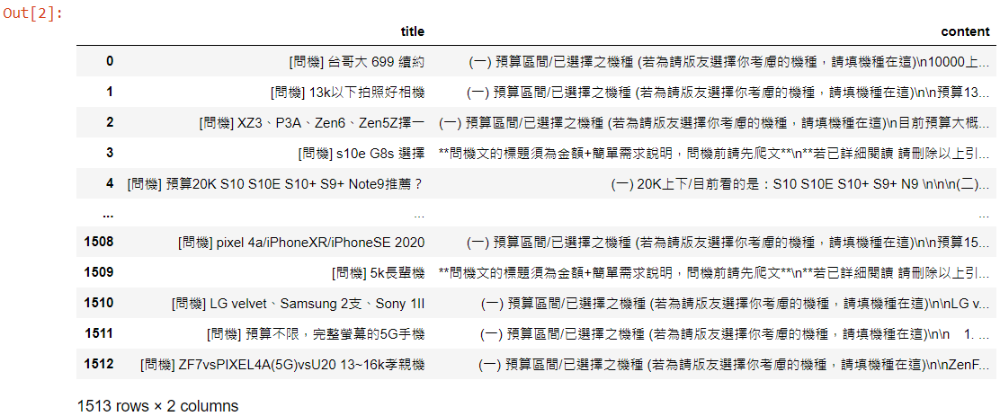 Out[2]:
title content
0 [問機] 台哥大 699 續約 (一) 預算區間/已選擇之機種 (若為請版友選擇你考慮的機種，請填機種在這)\n10000上...
1 [問機] 13k以下拍照好相機 (一) 預算區間/已選擇之機種 (若為請版友選擇你考慮的機種，請填機種在這)\n\n預算13...
2 [問機] XZ3、P3A、Zen6、Zen5Z擇一 (一) 預算區間/已選擇之機種 (若為請版友選擇你考慮的機種，請填機種在這)\n目前預算大概...
3 [問機] s10e G8s 選擇 **問機文的標題須為金額+簡單需求說明，問機前請先爬文**\n**若已詳細閱讀 請刪除以上引...
4 [問機] 預算20K S10 S10E S10+ S9+ Note9推薦？ (一) 20K上下/目前看的是：S10 S10E S10+ S9+ N9 \n\n\n(二)...
... ... ...
1508 [問機] pixel 4a/iPhoneXR/iPhoneSE 2020 (一) 預算區間/已選擇之機種 (若為請版友選擇你考慮的機種，請填機種在這)\n\n預算15...
1509 [問機] 5k長輩機 **問機文的標題須為金額+簡單需求說明，問機前請先爬文**\n**若已詳細閱讀 請刪除以上引...
1510 [問機] LG velvet、Samsung 2支、Sony 1II (一) 預算區間/已選擇之機種 (若為請版友選擇你考慮的機種，請填機種在這)\n\nLG v...
1511 [問機] 預算不限，完整螢幕的5G手機 (一) 預算區間/已選擇之機種 (若為請版友選擇你考慮的機種，請填機種在這)\n\n 1. ...
1512 [問機] ZF7vsPIXEL4A(5G)vsU20 13~16k孝親機 (一) 預算區間/已選擇之機種 (若為請版友選擇你考慮的機種，請填機種在這)\n\nZenF...
1513 rows × 2 columns